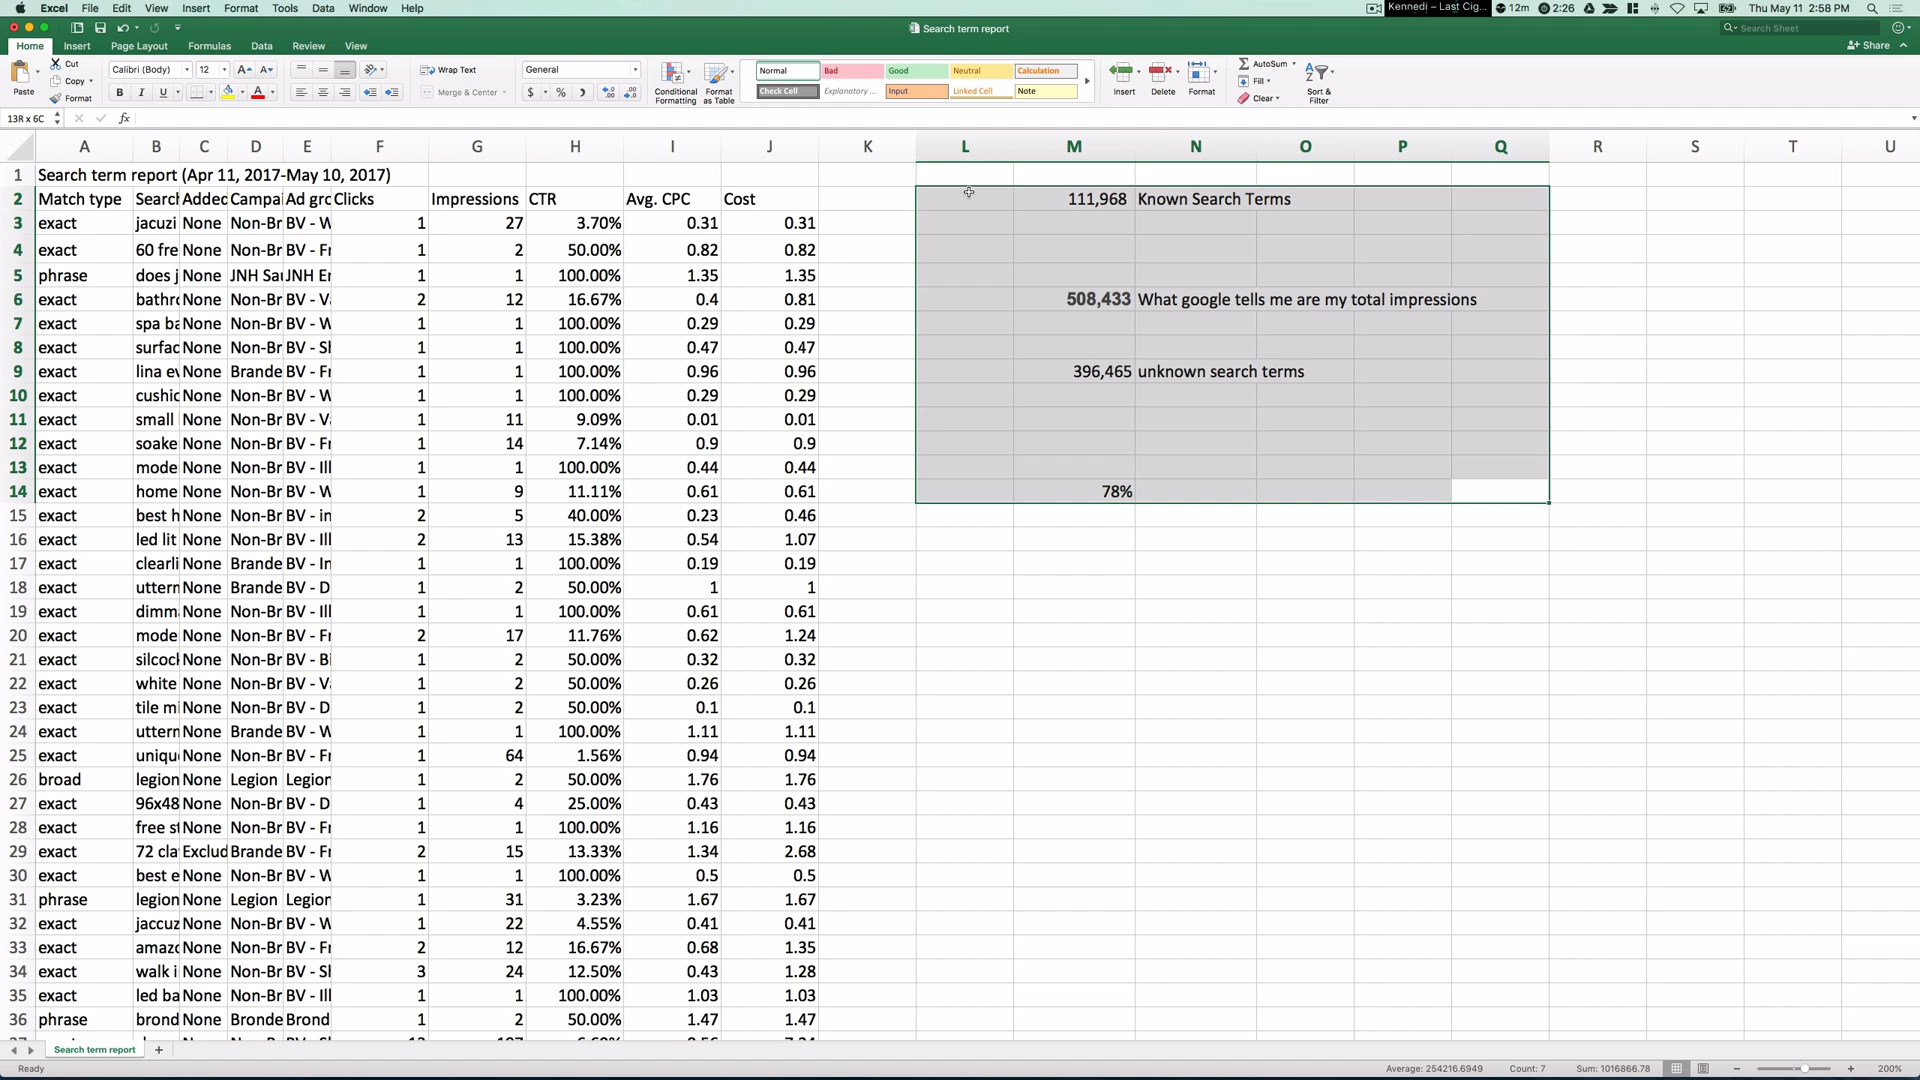 Excel File Edit View Insert Format Tools Data Window Help Kennedi – Last Cig... 12m 2:26 Thu May 11 2:58 PM 200%
Search term report
Search Sheet
Home Insert Page Layout Formulas Data Review View Share
Cut
Copy
Format
Paste
Calibri (Body) 12
Wrap Text
Merge & Center
General
Conditional Formatting
Format as Table
Normal Bad Good Neutral Calculation
Check Cell Explanatory ... Input Linked Cell Note
Insert Delete Format
AutoSum
Fill
Clear
Sort & Filter
13R x 6C fx
A B C D E F G H I J K L M N O P Q R S T U
1 Search term report (Apr 11, 2017-May 10, 2017)
2 Match type Search Added Campai Ad gro Clicks Impressions CTR Avg. CPC Cost 111,968 Known Search Terms
3 exact jacuzi None Non-Br BV - W 1 27 3.70% 0.31 0.31
4 exact 60 fre None Non-Br BV - Fr 1 2 50.00% 0.82 0.82
5 phrase does j None JNH Sau JNH Er 1 1 100.00% 1.35 1.35
6 exact bathro None Non-Br BV - Va 2 12 16.67% 0.4 0.81 508,433 What google tells me are my total impressions
7 exact spa ba None Non-Br BV - W 1 1 100.00% 0.29 0.29
8 exact surfac None Non-Br BV - Sh 1 1 100.00% 0.47 0.47
9 exact lina ev None Brande BV - Fr 1 1 100.00% 0.96 0.96 396,465 unknown search terms
10 exact cushic None Non-Br BV - W 1 1 100.00% 0.29 0.29
11 exact small None Non-Br BV - Va 1 11 9.09% 0.01 0.01
12 exact soake None Non-Br BV - Fr 1 14 7.14% 0.9 0.9
13 exact mode None Non-Br BV - Ill 1 1 100.00% 0.44 0.44
14 exact home None Non-Br BV - W 1 9 11.11% 0.61 0.61 78%
15 exact best h None Non-Br BV - in 2 5 40.00% 0.23 0.46
16 exact led lit None Non-Br BV - Ill 2 13 15.38% 0.54 1.07
17 exact clearli None Brande BV - In 1 1 100.00% 0.19 0.19
18 exact uttern None Brande BV - D 1 2 50.00% 1 1
19 exact dimma None Non-Br BV - Ill 1 1 100.00% 0.61 0.61
20 exact mode None Non-Br BV - Fr 2 17 11.76% 0.62 1.24
21 exact silcoc None Non-Br BV - Bi 1 2 50.00% 0.32 0.32
22 exact white None Non-Br BV - Va 1 2 50.00% 0.26 0.26
23 exact tile mi None Non-Br BV - D 1 2 50.00% 0.1 0.1
24 exact uttern None Brande BV - W 1 1 100.00% 1.11 1.11
25 exact uniqu None Non-Br BV - Fr 1 64 1.56% 0.94 0.94
26 broad legion None Legion Legion 1 2 50.00% 1.76 1.76
27 exact 96x48 None Non-Br BV - D 1 4 25.00% 0.43 0.43
28 exact free st None Non-Br BV - Fr 1 1 100.00% 1.16 1.16
29 exact 72 cla Exclud Brande BV - Fr 2 15 13.33% 1.34 2.68
30 exact best e None Non-Br BV - W 1 1 100.00% 0.5 0.5
31 phrase legion None Legion Legion 1 31 3.23% 1.67 1.67
32 exact jaccuz None Non-Br BV - W 1 22 4.55% 0.41 0.41
33 exact amazo None Non-Br BV - Fr 2 12 16.67% 0.68 1.35
34 exact walk i None Non-Br BV - Sh 3 24 12.50% 0.43 1.28
35 exact led ba None Non-Br BV - Ill 1 1 100.00% 1.03 1.03
36 phrase brond None Bronde Brond 1 2 50.00% 1.47 1.47
Search term report
Ready Average: 254216.6949 Count: 7 Sum: 1016866.78 200%